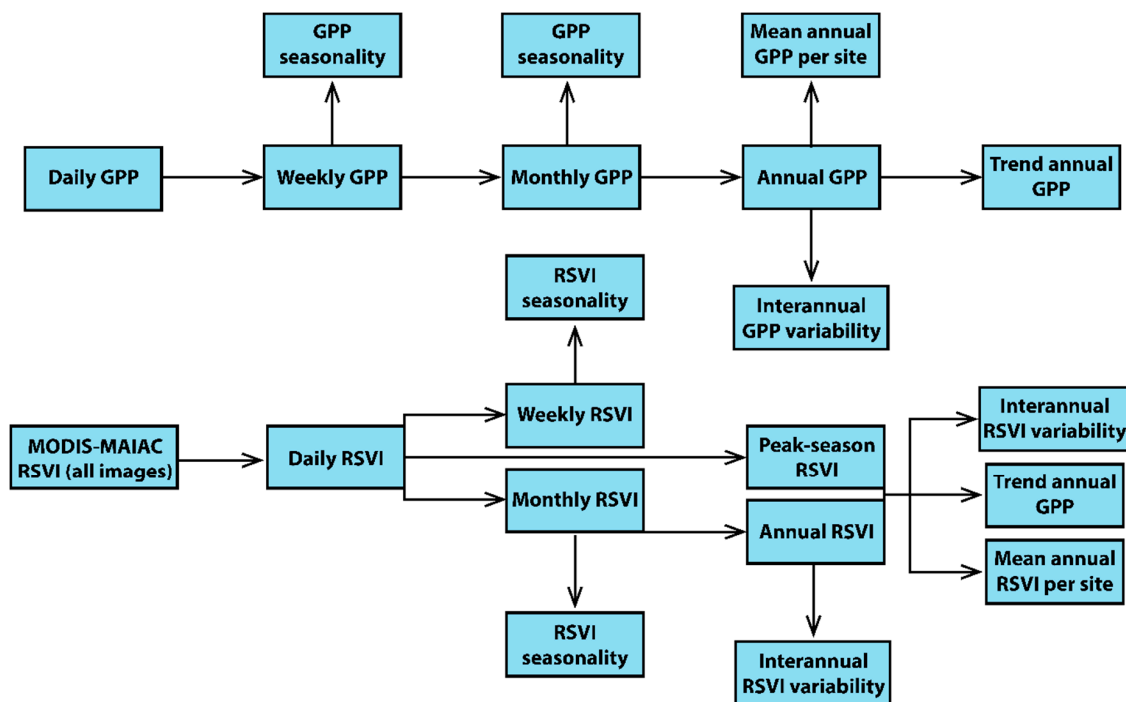 GPP
seasonality
GPP
seasonality
Mean annual
GPP per site
Daily GPP
Weekly GPP
Monthly GPP
Annual GPP
Trend annual
GPP
Interannual
GPP variability
RSVI
seasonality
MODIS-MAIAC
RSVI (all images)
Daily RSVI
Weekly RSVI
Monthly RSVI
Peak-season
RSVI
Annual RSVI
Interannual
RSVI variability
Trend annual
GPP
Mean annual
RSVI per site
RSVI
seasonality
Interannual
RSVI variability